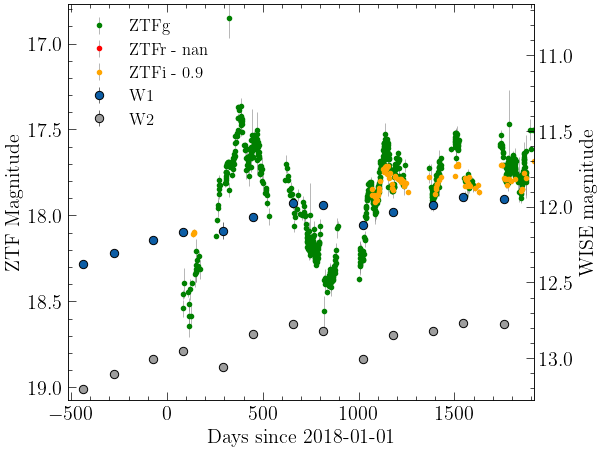 ZTFg
ZTFr - nan
ZTFi - 0.9
W1
W2
17.0
17.5
18.0
18.5
19.0
ZTF Magnitude
11.0
11.5
12.0
12.5
13.0
WISE magnitude
−500
0
500
1000
1500
Days since 2018-01-01